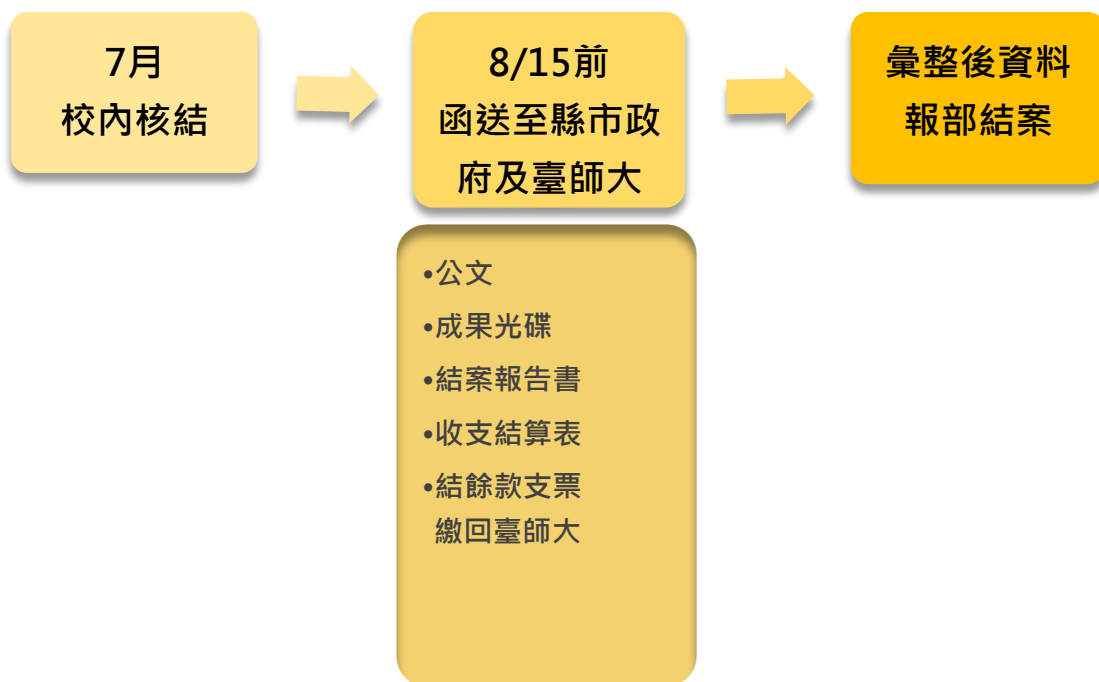 7月
校內核結
8/15前
函送至縣市政
府及臺師大
彙整後資料
報部結案
•公文
•成果光碟
•結案報告書
•收支結算表
•結餘款支票
繳回臺師大